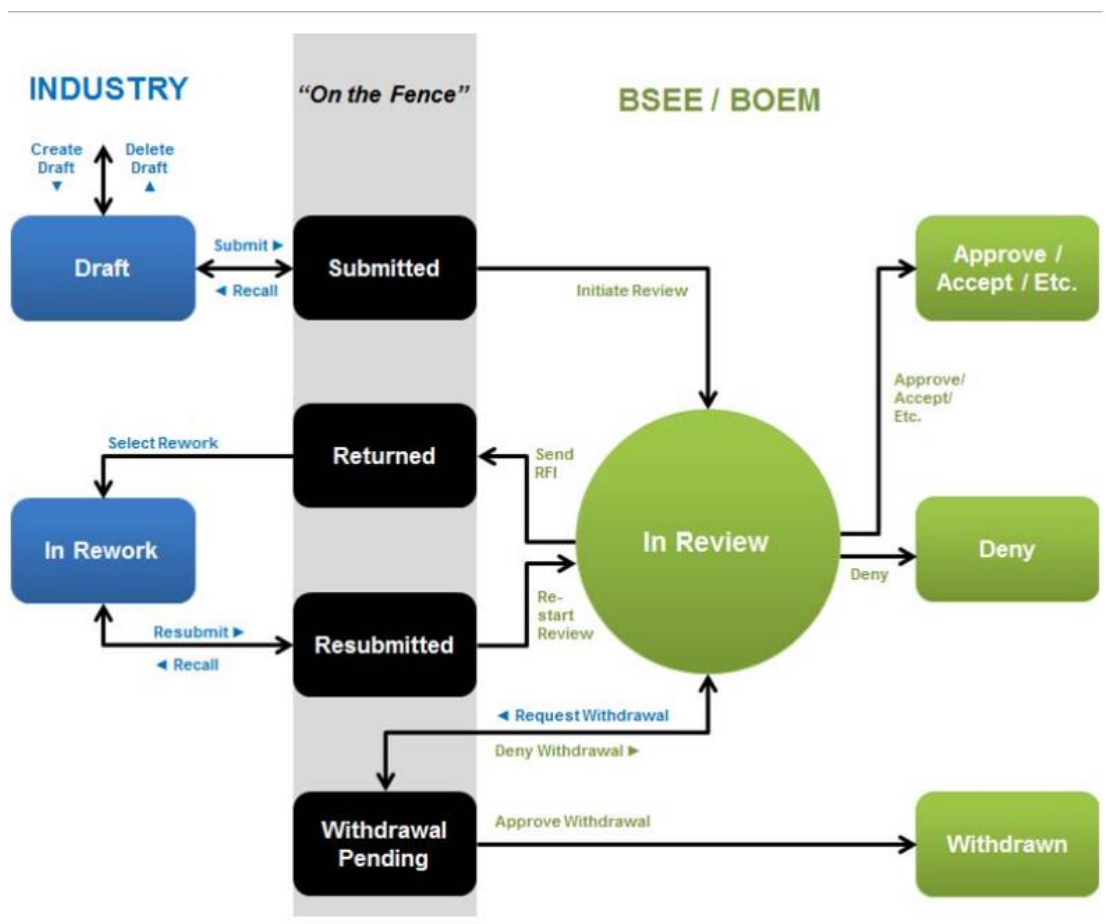 INDUSTRY
“On the Fence”
BSEE / BOEM
Create
Draft
▼
Delete
Draft
▲
Draft
Submit ►
◄ Recall
Submitted
Initiate Review
Approve /
Accept / Etc.
Approve/
Accept/
Etc.
Select Rework
Returned
Send
RFI
In Rework
In Review
Deny
Deny
Resubmit ►
◄ Recall
Resubmitted
Re-
start
Review
◄ Request Withdrawal
Deny Withdrawal ►
Withdrawal
Pending
Approve Withdrawal
Withdrawn